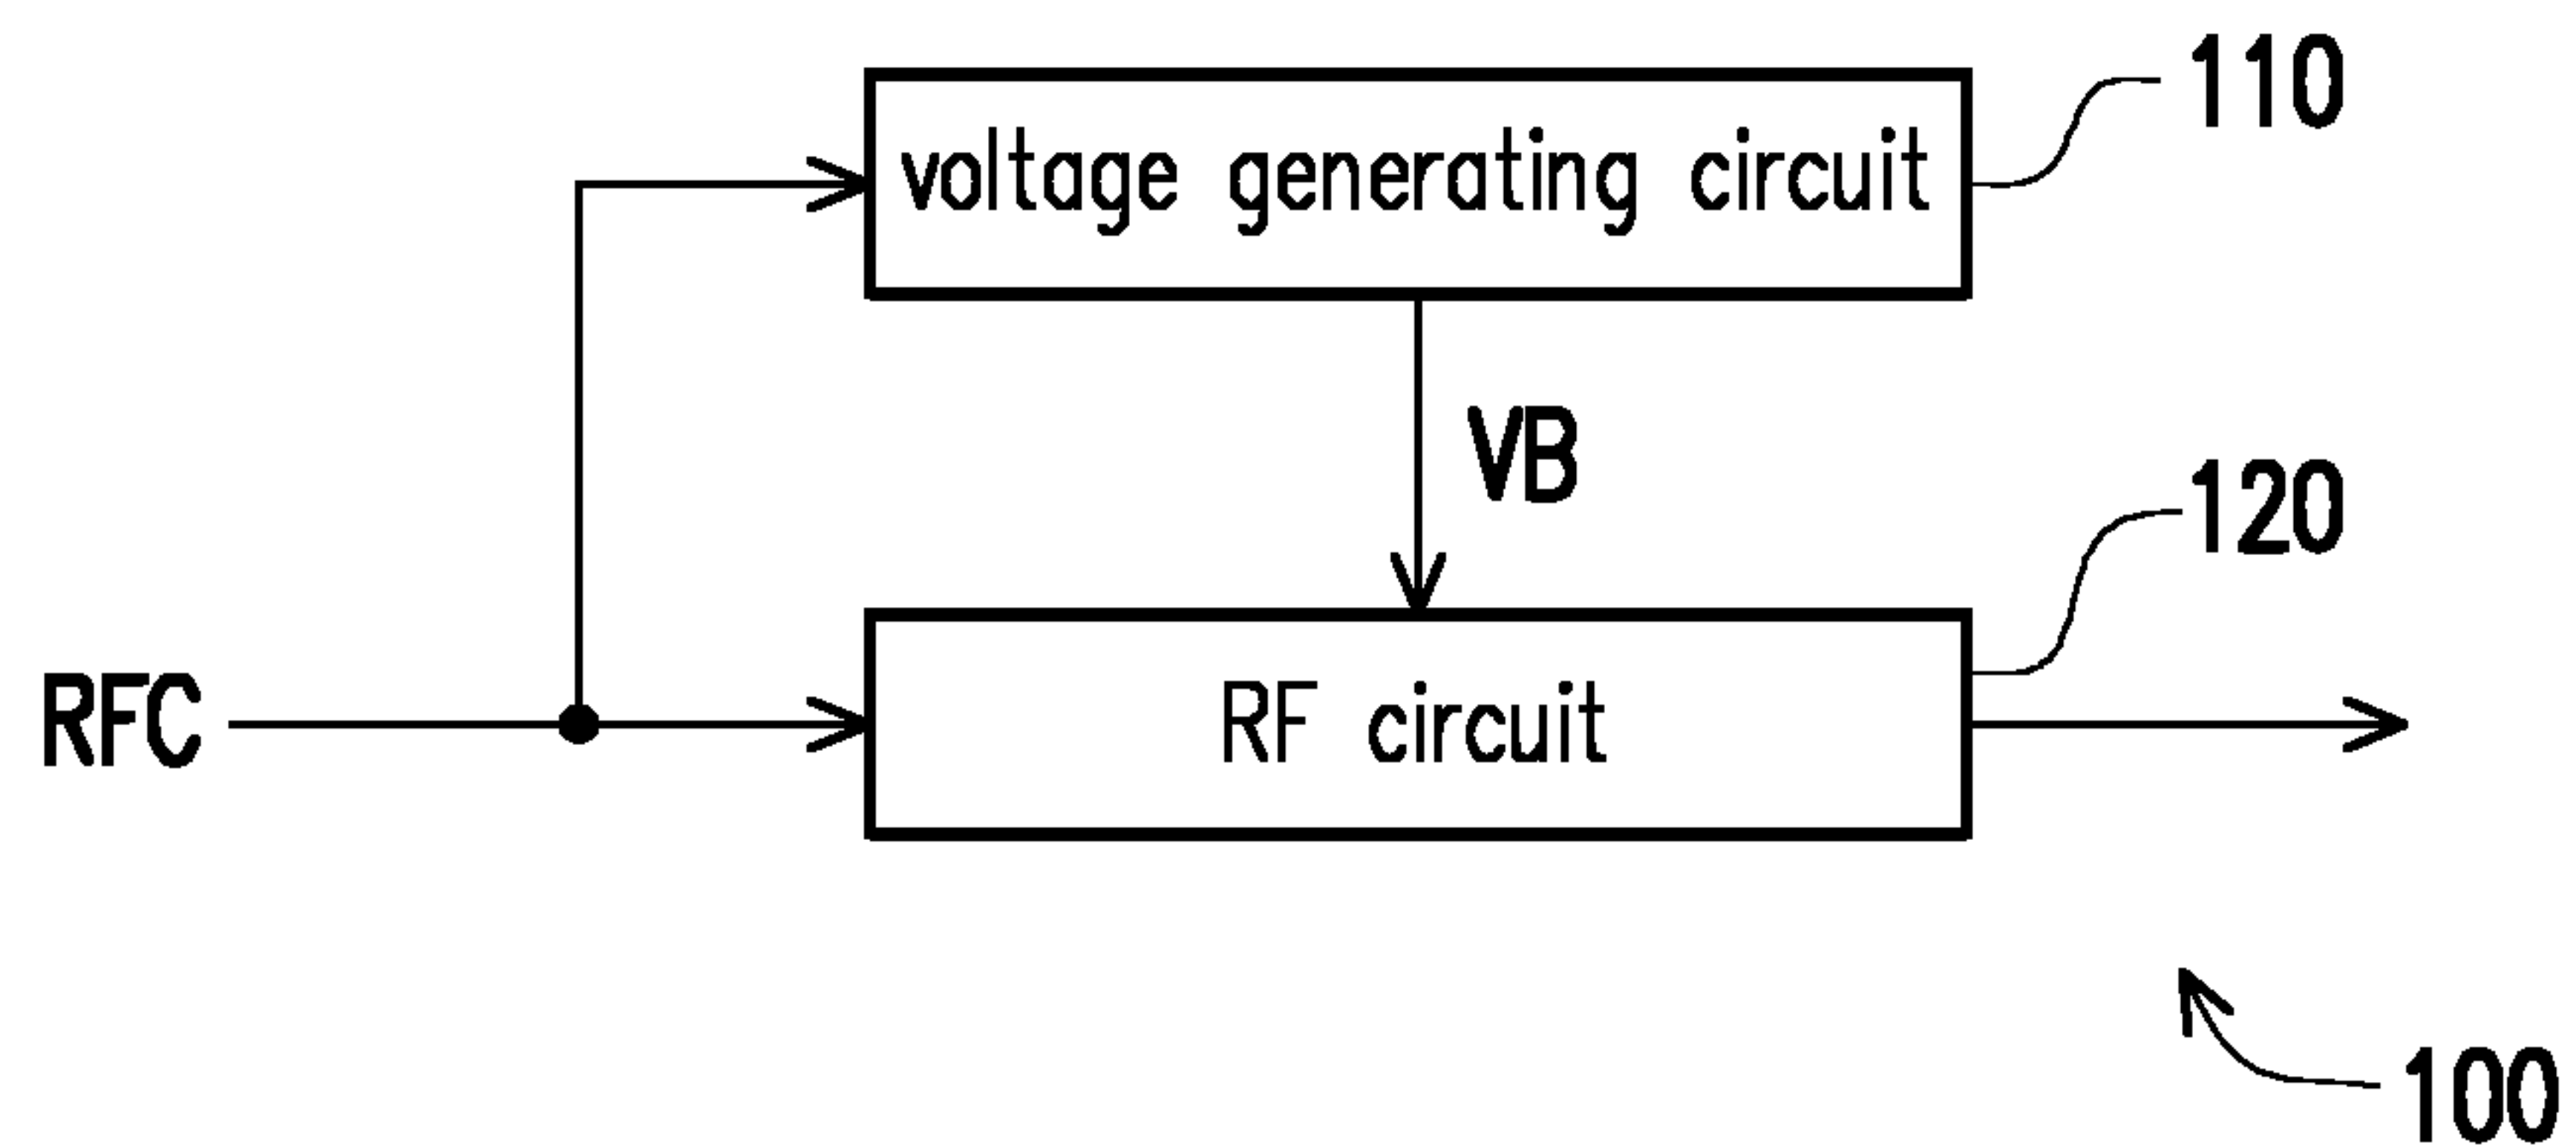 110
voltage generating circuit
VB
120
RFC
RF circuit
100